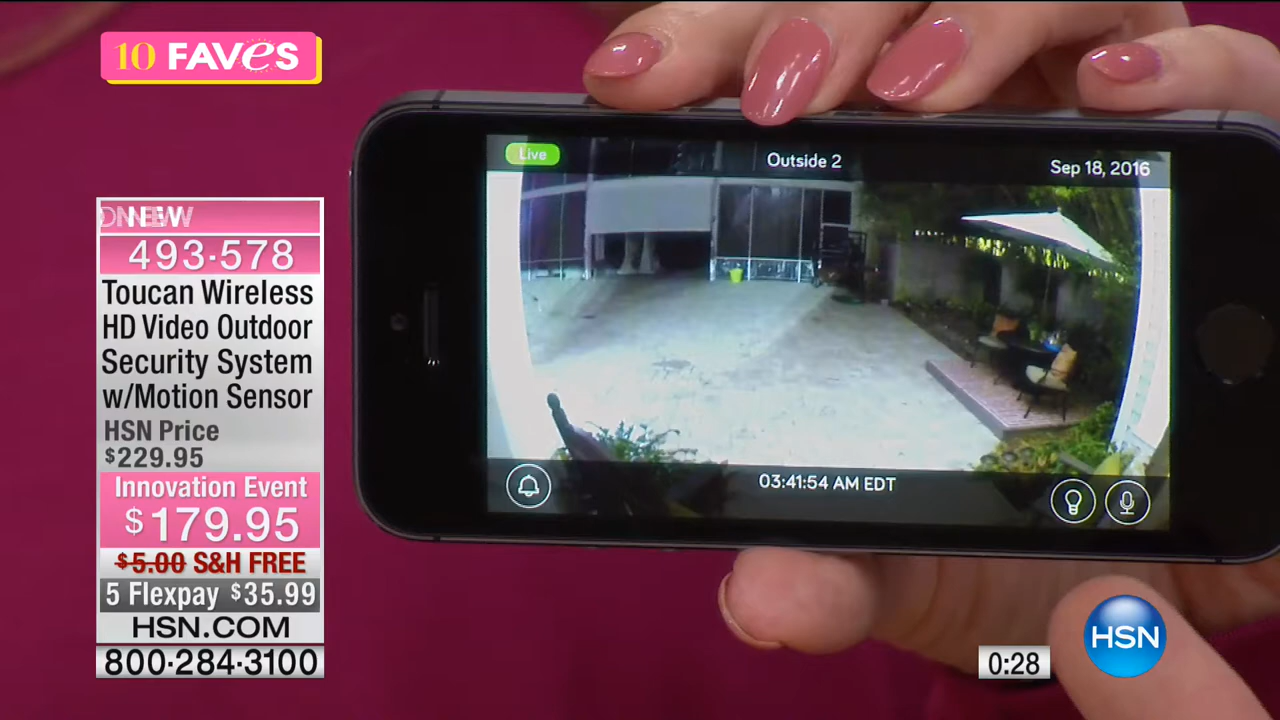 10 FAVeS
NEW
493·578
Toucan Wireless
HD Video Outdoor
Security System
w/Motion Sensor
HSN Price
$229.95
Innovation Event
$179.95
$5.00 S&H FREE
5 Flexpay $35.99
HSN.COM
800·284·3100
Live
Outside 2
Sep 18, 2016
03:41:54 AM EDT
0:28
HSN